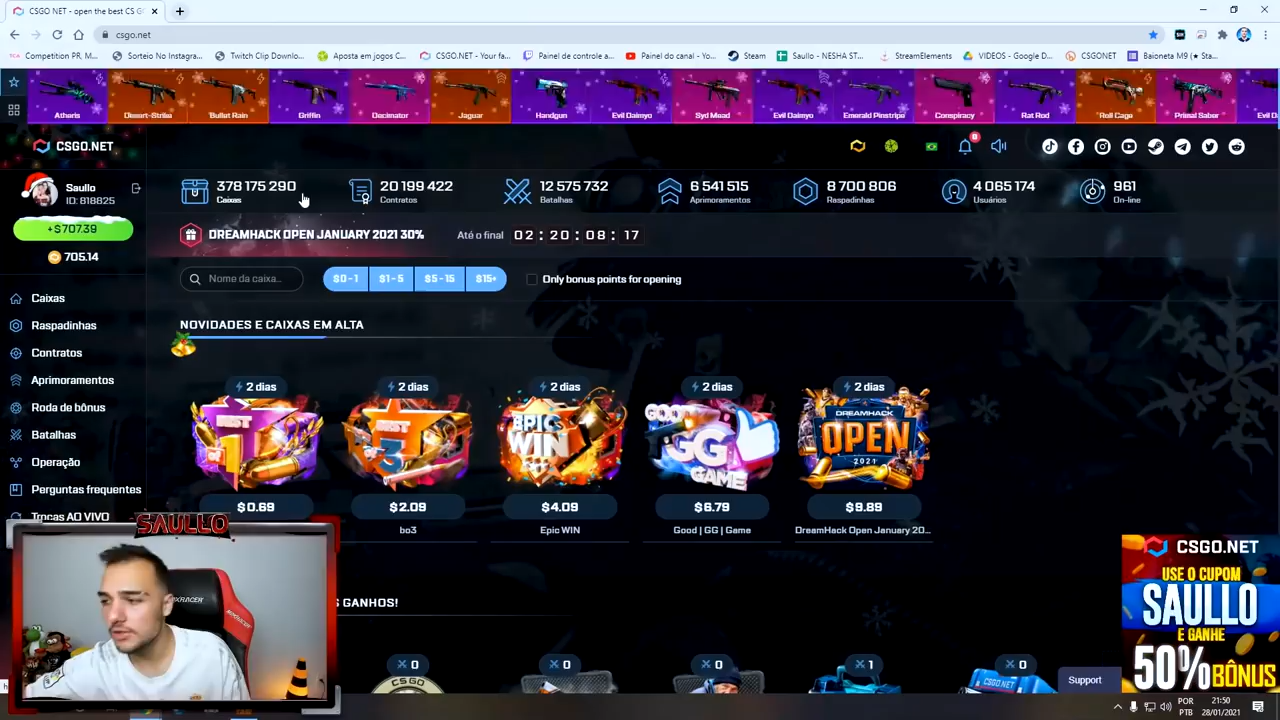 CSGO.NET - open the best CS G
csgo.net
Competition PR, M...
Sorteio No Instagra...
Twitch Clip Downlo...
Aposta em jogos C...
CSGO.NET - Your fa...
Painel de controle a...
Painel do canal - Yo...
Steam
Saullo - NESHA ST...
StreamElements
VIDEOS - Google D...
CSGONET
Baioneta M9 (★ Sta...
Atheris
Desert-Strike
Bullet Rain
Griffin
Decimator
Jaguar
Handgun
Evil Daimyo
Syd Mead
Evil Daimyo
Emerald Pinstripe
Conspiracy
Rat Rod
Roll Cage
Primal Saber
Evil D
CSGO.NET
Saullo
ID: 818825
+$707.39
705.14
378 175 290
Caixas
20 199 422
Contratos
12 575 732
Batalhas
6 541 515
Aprimoramentos
8 700 806
Raspadinhas
4 065 174
Usuários
961
On-line
DREAMHACK OPEN JANUARY 2021 30%
Até o final
02 : 20 : 08 : 17
Nome da caixa...
$0 - 1
$1 - 5
$5 - 15
$15+
Only bonus points for opening
Caixas
Raspadinhas
Contratos
Aprimoramentos
Roda de bônus
Batalhas
Operação
Perguntas frequentes
Trocas AO VIVO
NOVIDADES E CAIXAS EM ALTA
2 dias
2 dias
2 dias
2 dias
2 dias
BEST
1
BEST
3
EPIC
WIN
GOOD
GG
GAME
DREAMHACK
OPEN
2021
$0.69
$2.09
$4.09
$6.79
$9.89
bo3
Epic WIN
Good | GG | Game
DreamHack Open January 20...
S GANHOS!
0
0
0
1
0
CS GO
CSGO.NET
SAULLO
CSGO.NET
USE O CUPOM
SAULLO
E GANHE
50% BÔNUS
Support
POR
PTB
21:50
28/01/2021